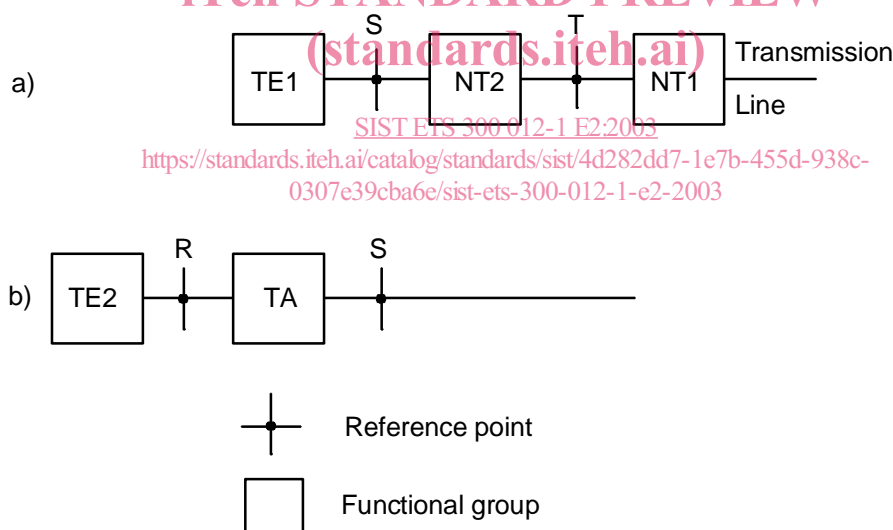 iTeh STANDARD PREVIEW
(standards.iteh.ai)
S T
a) TE1 NT2 NT1 Transmission
Line
SIST ETS 300 012-1 E2:2003
https://standards.iteh.ai/catalog/standards/sist/4d282dd7-1e7b-455d-938c-
0307e39cba6e/sist-ets-300-012-1-e2-2003
R S
b) TE2 TA
Reference point
Functional group